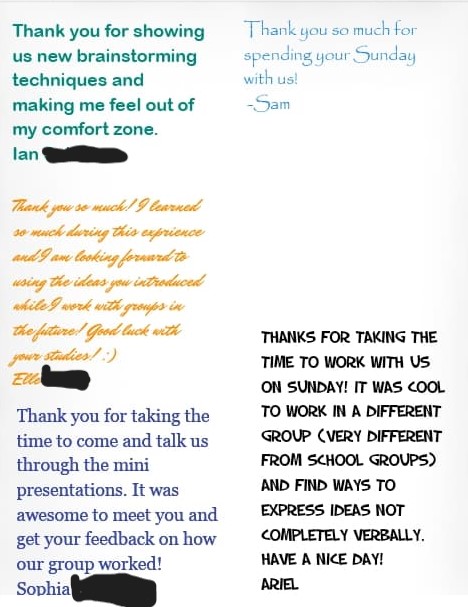 Thank you for showing
us new brainstorming
techniques and
making me feel out of
my comfort zone.
Ian
Thank you so much for
spending your Sunday
with us!
-Sam
Thank you so much! I learned
so much during this exprience
and I am looking forward to
using the ideas you introduced
while I work with groups in
the future! Good luck with
your studies! :)
Elle
Thank you for taking the
time to come and talk us
through the mini
presentations. It was
awesome to meet you and
get your feedback on how
our group worked!
Sophia
THANKS FOR TAKING THE
TIME TO WORK WITH US
ON SUNDAY! IT WAS COOL
TO WORK IN A DIFFERENT
GROUP (VERY DIFFERENT
FROM SCHOOL GROUPS)
AND FIND WAYS TO
EXPRESS IDEAS NOT
COMPLETELY VERBALLY.
HAVE A NICE DAY!
ARIEL